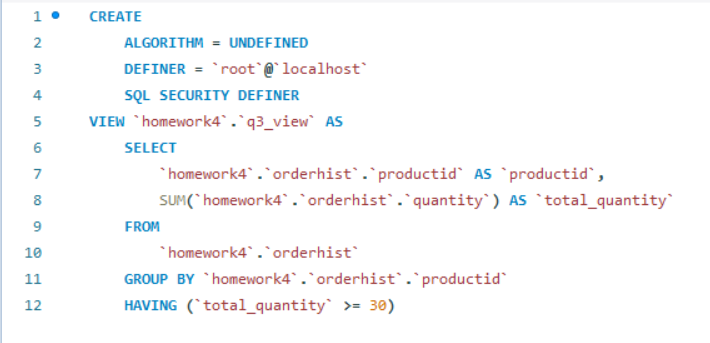 1 CREATE
2 ALGORITHM = UNDEFINED
3 DEFINER = `root`@`localhost`
4 SQL SECURITY DEFINER
5 VIEW `homework4`.`q3_view` AS
6 SELECT
7 `homework4`.`orderhist`.`productid` AS `productid`,
8 SUM(`homework4`.`orderhist`.`quantity`) AS `total_quantity`
9 FROM
10 `homework4`.`orderhist`
11 GROUP BY `homework4`.`orderhist`.`productid`
12 HAVING (`total_quantity` >= 30)